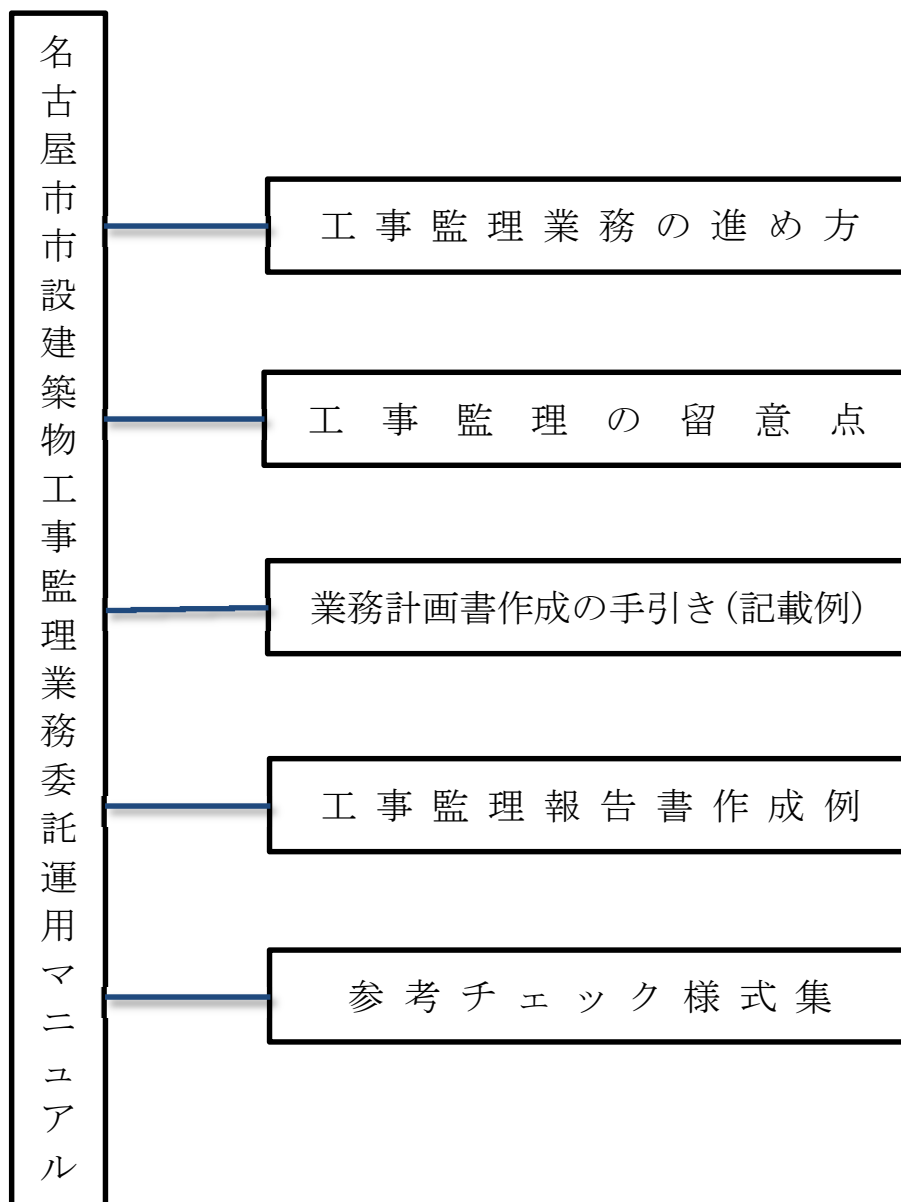 名古屋市市設建築物工事監理業務委託運用マニュアル
工事監理業務の進め方
工事監理の留意点
業務計画書作成の手引き(記載例)
工事監理報告書作成例
参考チェック様式集